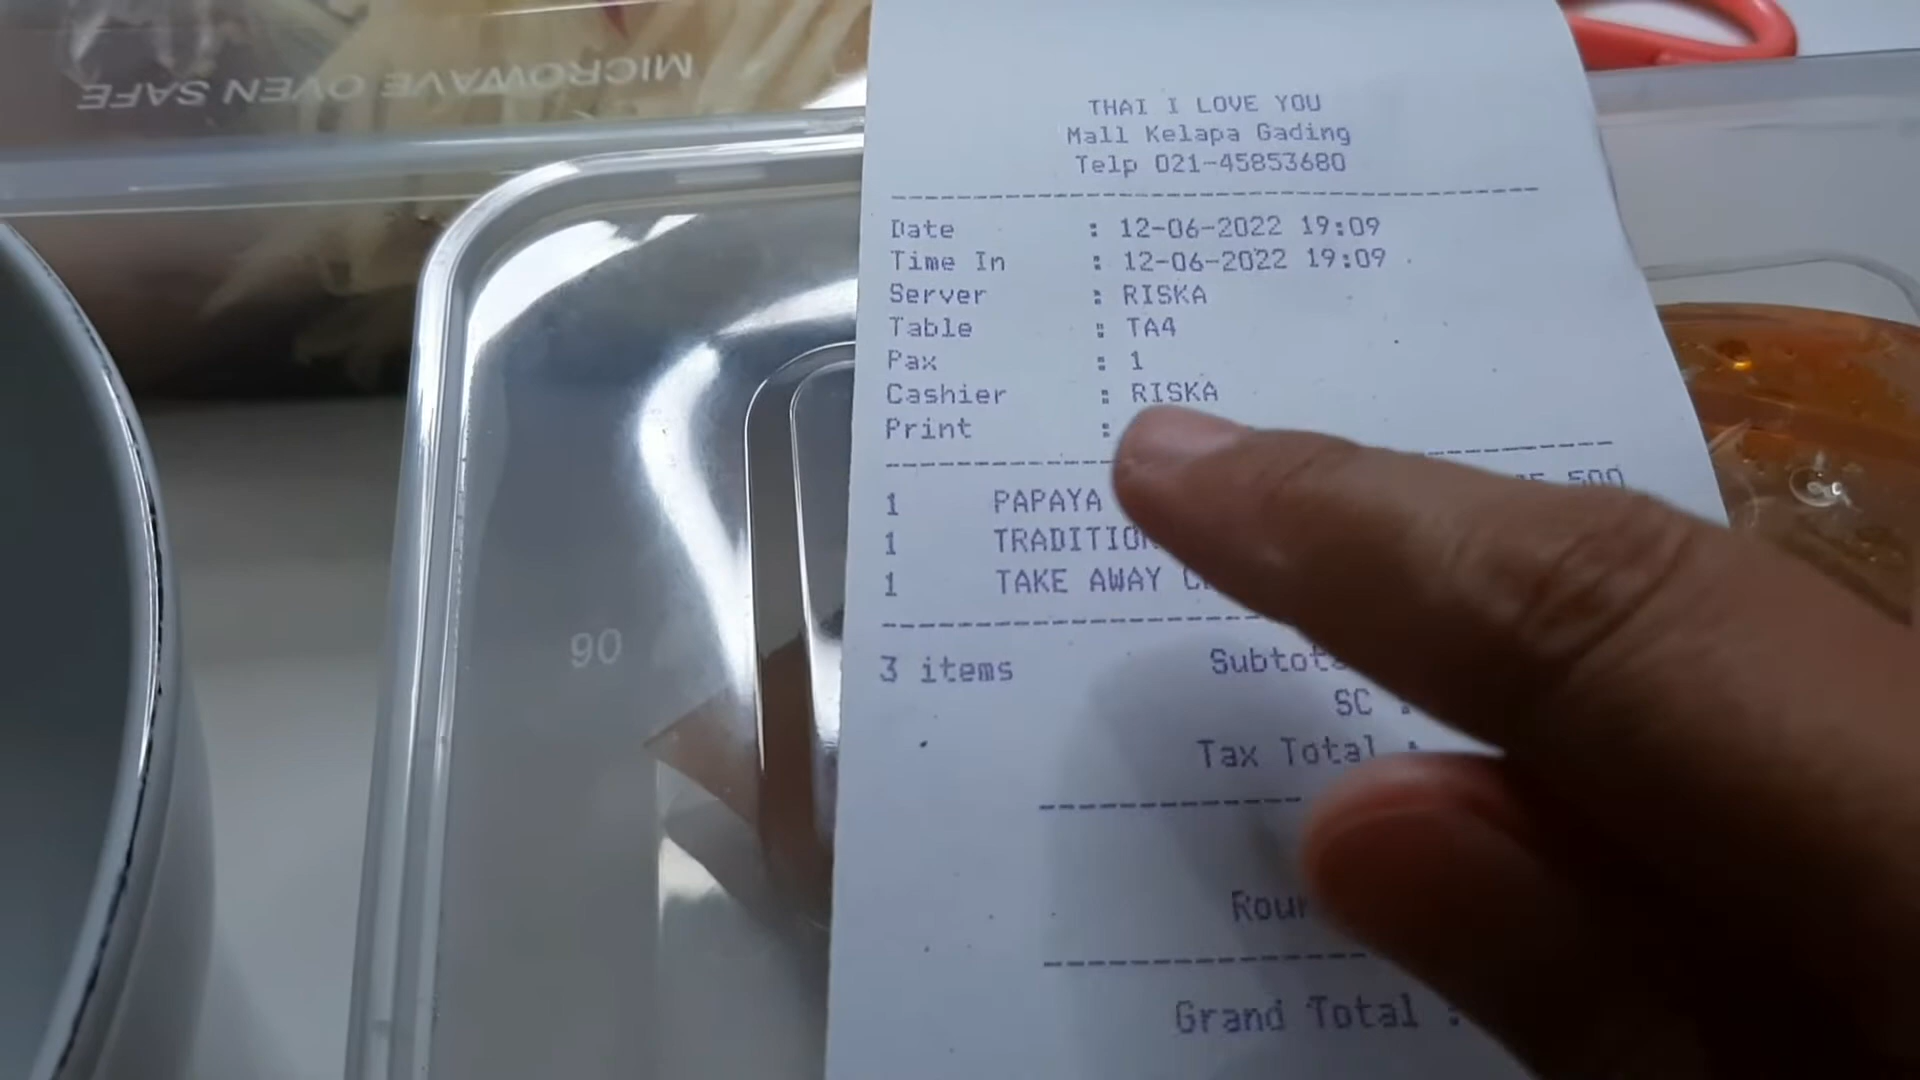 MICROWAVE OVEN SAFE
THAI I LOVE YOU
Mall Kelapa Gading
Telp 021-45853680
Date : 12-06-2022 19:09
Time In : 12-06-2022 19:09
Server : RISKA
Table : TA4
Pax : 1
Cashier : RISKA
Print :
1 PAPAYA 500
1
1 TAKE AWAY
3 items
SC :
Tax Total :
Grand Total :
90